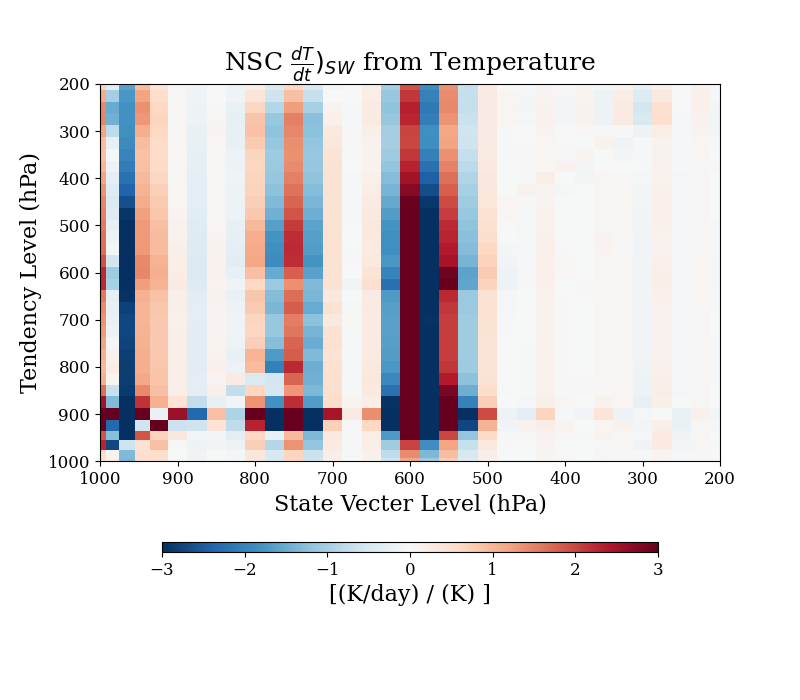 NSC dT/dt)SW from Temperature
200
300
400
500
600
700
800
900
1000
Tendency Level (hPa)
1000 900 800 700 600 500 400 300 200
State Vecter Level (hPa)
−3 −2 −1 0 1 2 3
[(K/day) / (K) ]